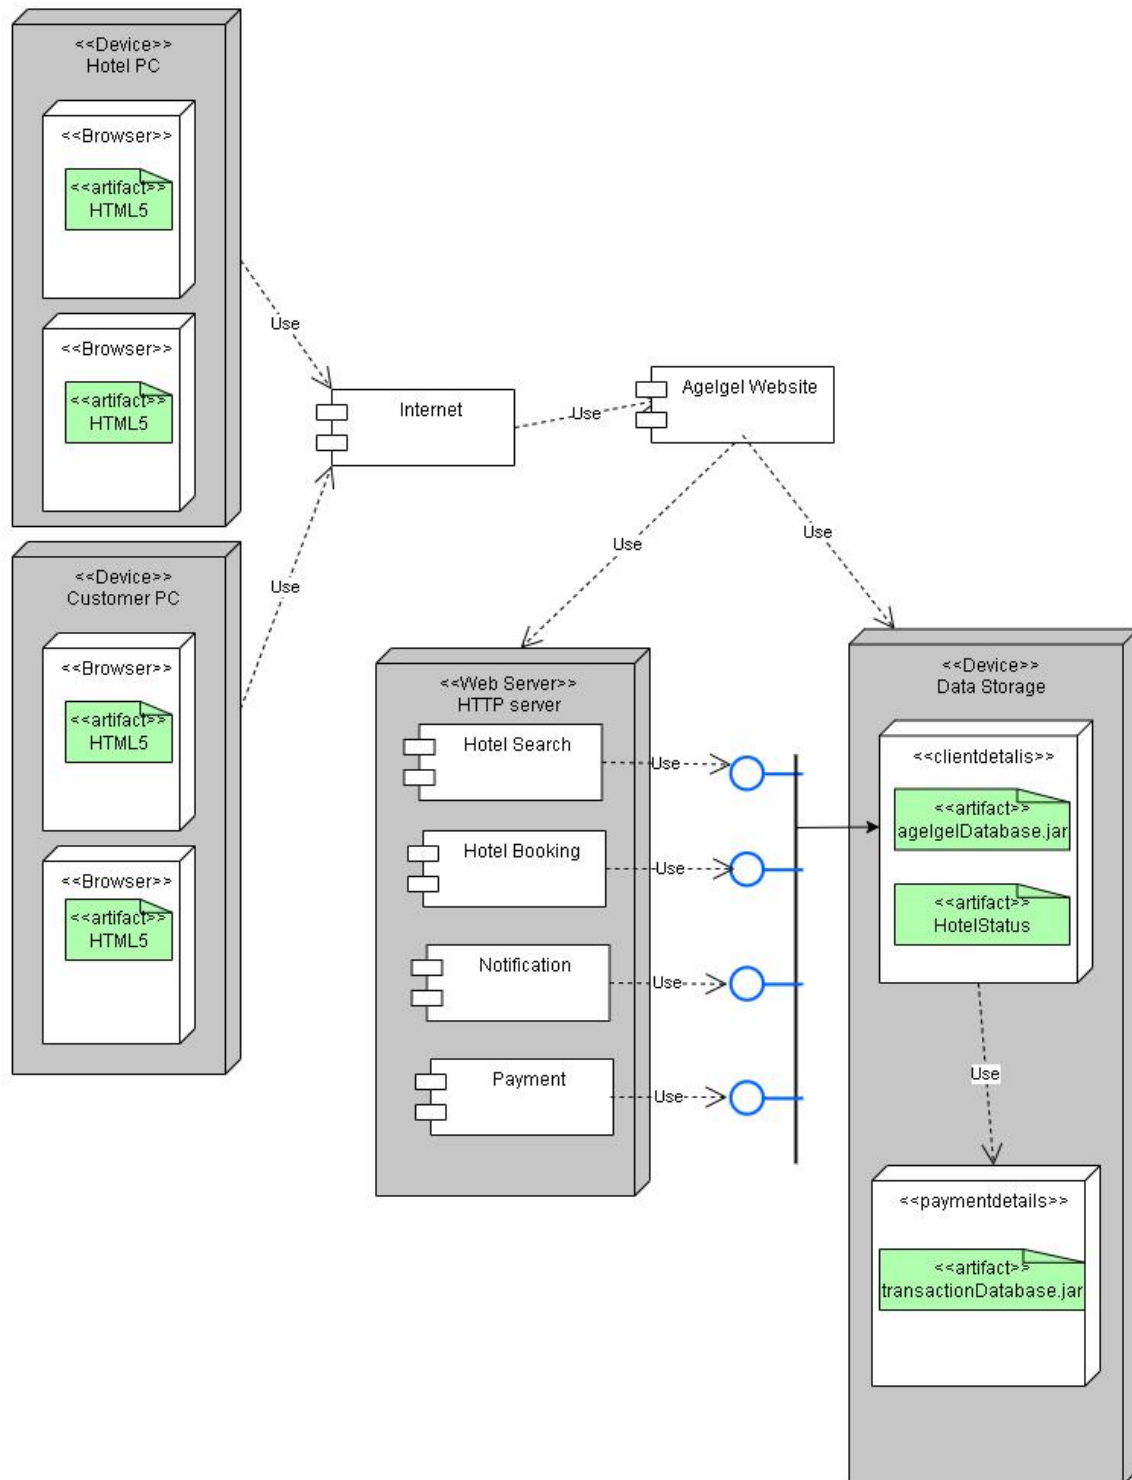 <<Device>>
Hotel PC
<<Browser>>
<<artifact>>
HTML5
<<Browser>>
<<artifact>>
HTML5
Use
Internet
Use
Agelgel Website
<<Device>>
Customer PC
<<Browser>>
<<artifact>>
HTML5
<<Browser>>
<<artifact>>
HTML5
Use
Use
Use
<<Web Server>>
HTTP server
Hotel Search
Use
Hotel Booking
Use
Notification
Use
Payment
Use
<<Device>>
Data Storage
<<clientdetalis>>
<<artifact>>
agelgelDatabase.jar
<<artifact>>
HotelStatus
Use
<<paymentdetails>>
<<artifact>>
transactionDatabase.jar